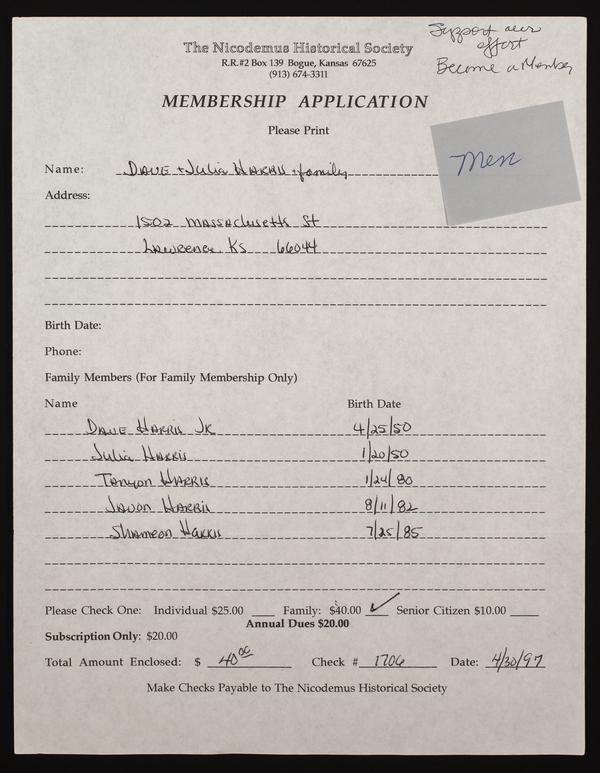 Support our
effort
Become a Member
The Nicodemus Historical Society
R.R.#2 Box 139 Bogue, Kansas 67625
(913) 674-3311
MEMBERSHIP APPLICATION
Please Print
Mem
Name: Dave + Julia Harris + family
Address:
1502 Massachusetts St
Lawrence KS 66044
Birth Date:
Phone:
Family Members (For Family Membership Only)
Name Birth Date
Dave Harris JR 4/25/50
Julia Harris 1/20/50
Harris 1/24/80
Javon Harris 8/11/82
Shameon Harris 7/25/85
Please Check One: Individual $25.00 ___ Family: $40.00 ✓ Senior Citizen $10.00 ___
Annual Dues $20.00
Subscription Only: $20.00
Total Amount Enclosed: $ 40.00 Check # 1706 Date: 4/30/97
Make Checks Payable to The Nicodemus Historical Society